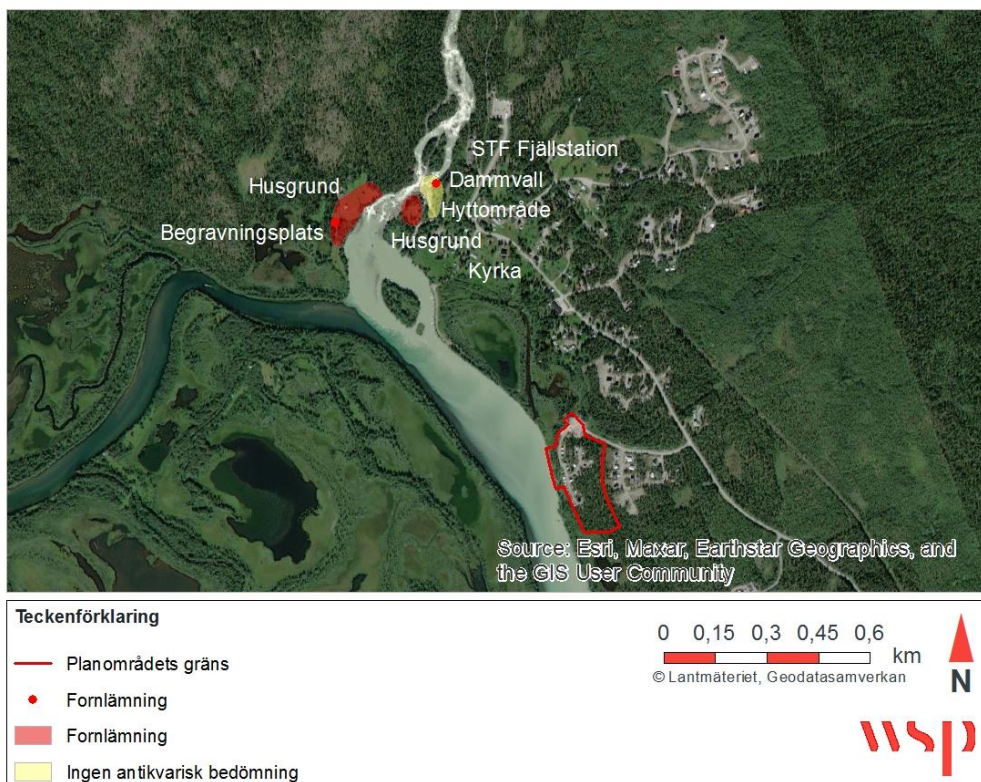 STF Fjällstation
Husgrund
Dammvall
Begravningsplats
Hyttområde
Husgrund
Kyrka
Source: Esri, Maxar, Earthstar Geographics, and
the GIS User Community
Teckenförklaring
Planområdets gräns
Fornlämning
Fornlämning
Ingen antikvarisk bedömning
0 0,15 0,3 0,45 0,6
km
© Lantmäteriet, Geodatasamverkan
N
wsp